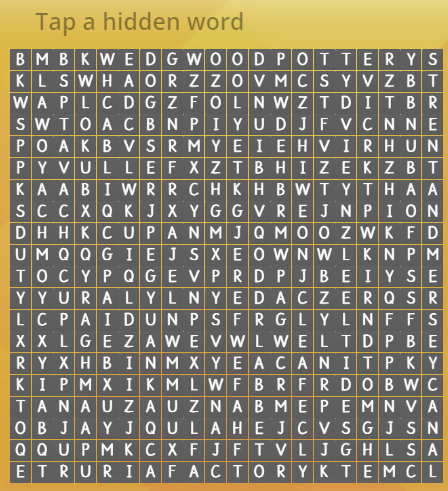 Tap a hidden word
B M B K W E D G W O O D P O T T E R Y S
K L S W H A O R Z Z O V M C S Y V Z B T
W A P L C D G Z F O L N W Z T D I T B R
S W T O A C B N P I Y U D J F V C N N E
P O A K B V S R M Y E I E H V I R H U N
P Y V U L L E F X Z T B H I Z E K Z B T
K A A B I W R R C H K H B W T Y T H A A
S C C X Q K J X Y G G V R E J N P I O N
D H H K C U P A N M J Q M O O Z W K F D
U M Q Q G I E J S X E O W N W L K N P M
T O C Y P Q G E V P R D P J B E I Y S E
Y Y U R A L Y L N Y E D A C Z E R Q S R
L C P A I D U N P S F R G L Y L N F F S
X X L G E Z A W E V W L W E L T D P B E
R Y X H B I N M X Y E A C A N I T P K Y
K I P M X I K M L W F B R F R D O B W C
T A N A U Z A U Z N A B M E P E M N V A
O B J A Y J Q U L A H E J C V S G J S N
Q Q U P M K C X F J F T V L J G H L S A
E T R U R I A F A C T O R Y K T E M C L